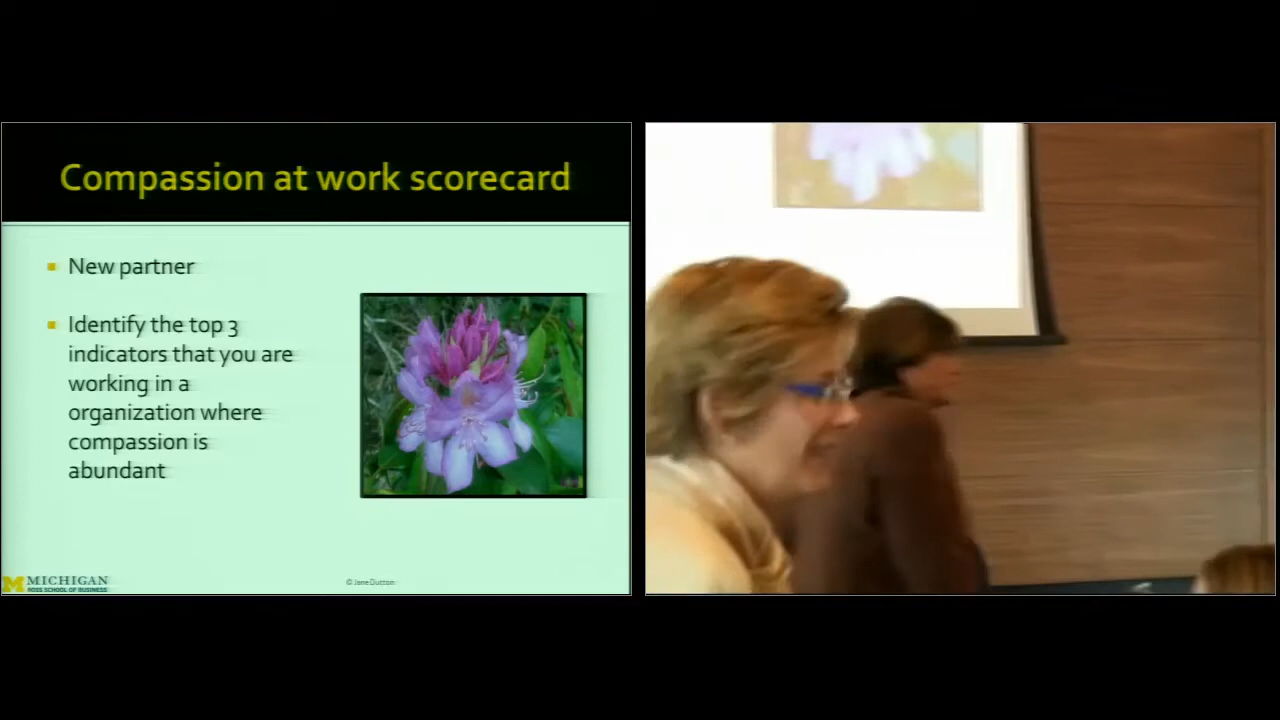 Compassion at work scorecard
New partner
Identify the top 3
indicators that you are
working in a
organization where
compassion is
abundant
M MICHIGAN
ROSS SCHOOL OF BUSINESS
© Jane Dutton